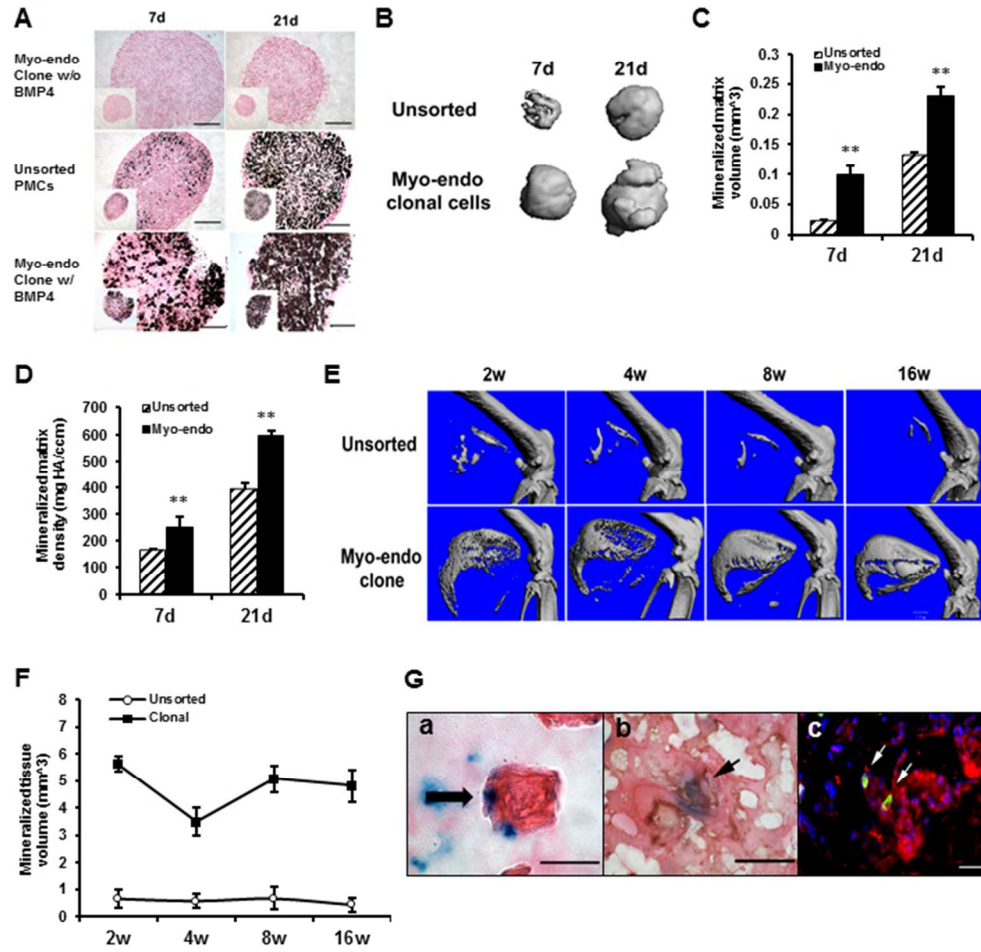 A
7d 21d
Myo-endo
Clone w/o
BMP4
Unsorted
PMCs
Myo-endo
Clone w/
BMP4
B
7d 21d
Unsorted
Myo-endo
clonal cells
C
Unsorted
Myo-endo
Mineralized matrix
volume (mm^3)
0.3
0.25
0.2
0.15
0.1
0.05
0
**
**
7d 21d
D
Unsorted
Myo-endo
Mineralized matrix
density (mg HA/ccm)
700
600
500
400
300
200
100
0
**
**
7d 21d
E
2w 4w 8w 16w
Unsorted
Myo-endo
clone
F
Unsorted
Clonal
Mineralized tissue
volume (mm^3)
8
7
6
5
4
3
2
1
0
2w 4w 8w 16w
G
a b c